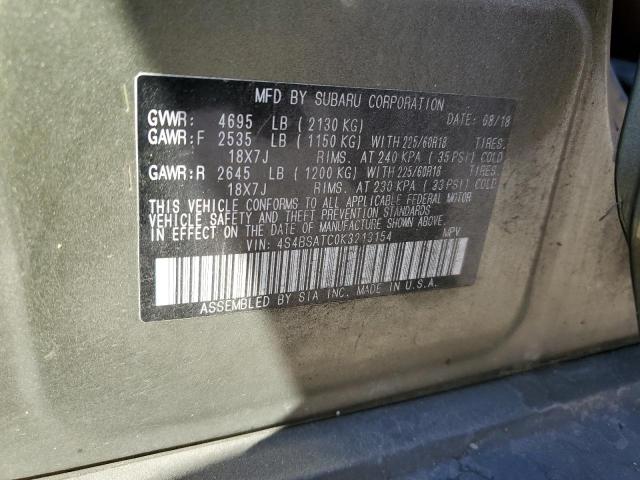 MFD BY SUBARU CORPORATION
GVWR: 4695 LB (2130 KG) DATE: 08/18
GAWR:F 2535 LB (1150 KG) WITH 225/60R18 TIRES.
18X7J RIMS. AT 240 KPA (35 PSI) COLD
GAWR:R 2645 LB (1200 KG) WITH 225/60R18 TIRES.
18X7J RIMS. AT 230 KPA (33 PSI) COLD
THIS VEHICLE CONFORMS TO ALL APPLICABLE FEDERAL MOTOR
VEHICLE SAFETY AND THEFT PREVENTION STANDARDS
IN EFFECT ON THE DATE OF MANUFACTURE SHOWN ABOVE.
VIN: 4S4BSATC0K3213154 MPV
ASSEMBLED BY SIA INC. MADE IN U.S.A.